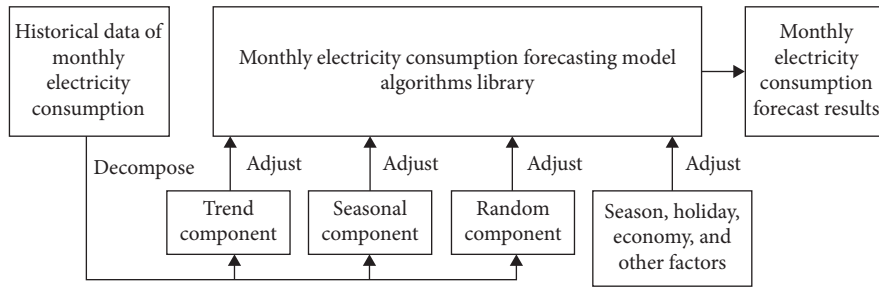 Historical data of
monthly
electricity
consumption
Monthly electricity consumption forecasting model
algorithms library
Monthly
electricity
consumption
forecast results
Decompose
Adjust
Adjust
Adjust
Adjust
Trend
component
Seasonal
component
Random
component
Season, holiday,
economy, and
other factors